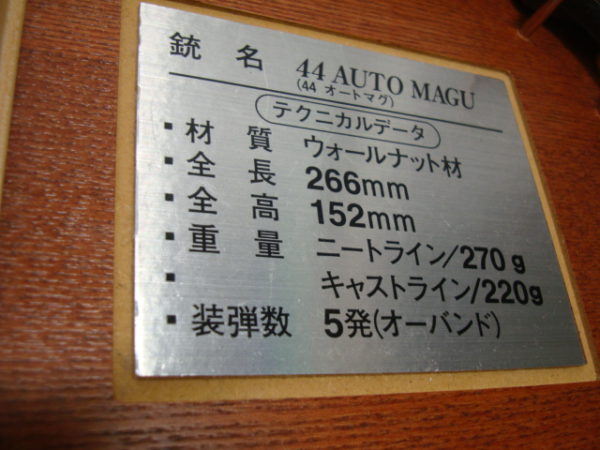 銃名 44 AUTO MAGU
(44 オートマグ)
テクニカルデータ
▪材質 ウォールナット材
▪全長 266mm
▪全高 152mm
▪重量 ニートライン/270g
▪ キャストライン/220g
▪装弾数 5発(オーバンド)